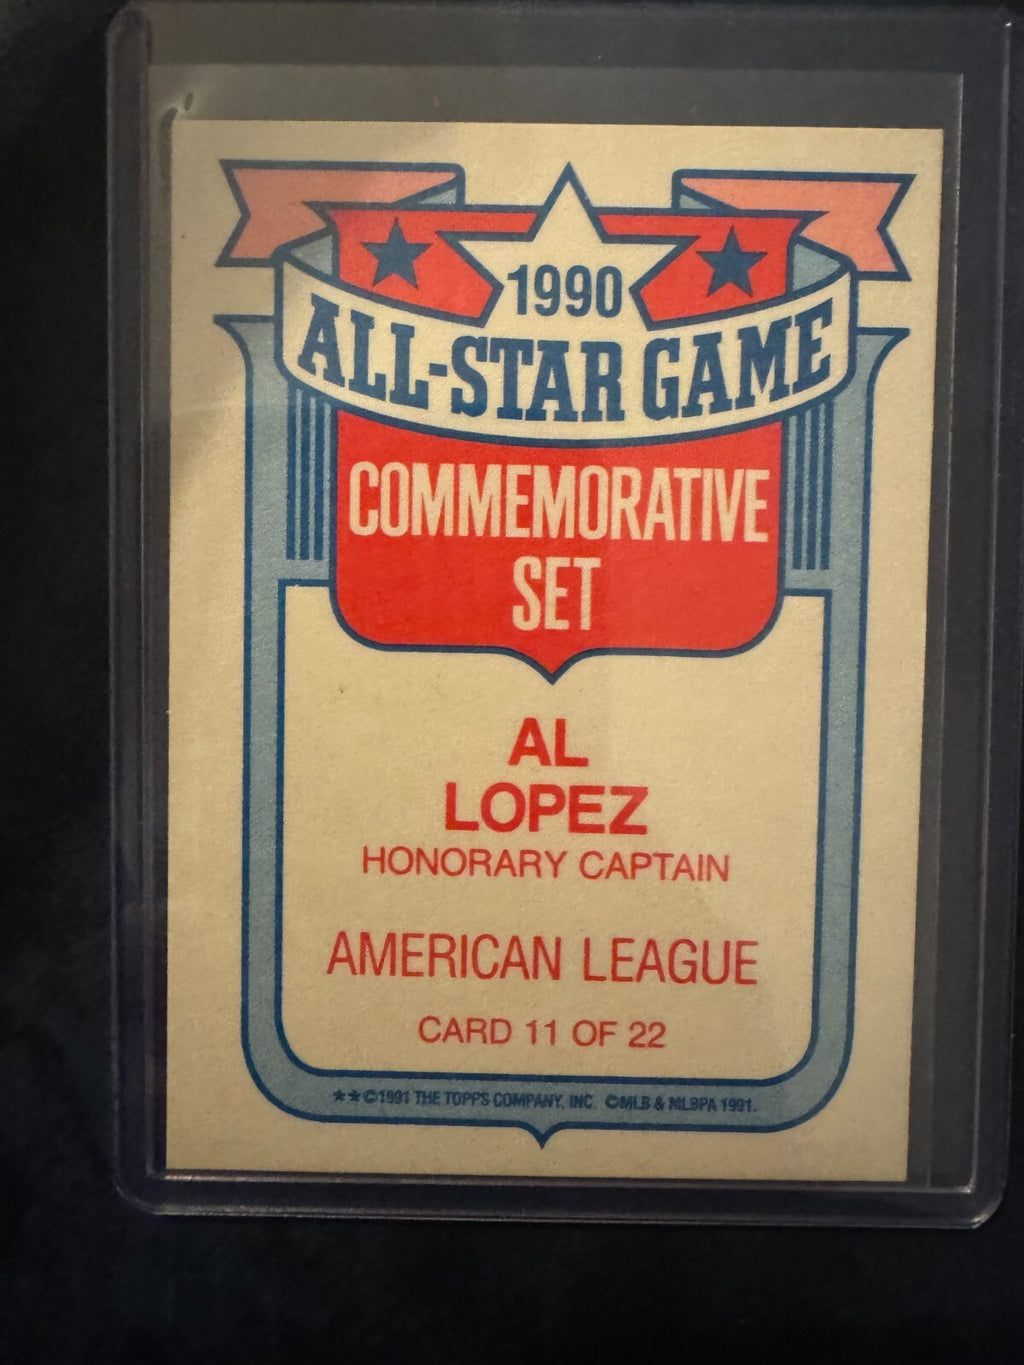 1990
ALL-STAR GAME
COMMEMORATIVE
SET
AL
LOPEZ
HONORARY CAPTAIN
AMERICAN LEAGUE
CARD 11 OF 22
★★©1991 THE TOPPS COMPANY, INC. ©MLB & MLBPA 1991.